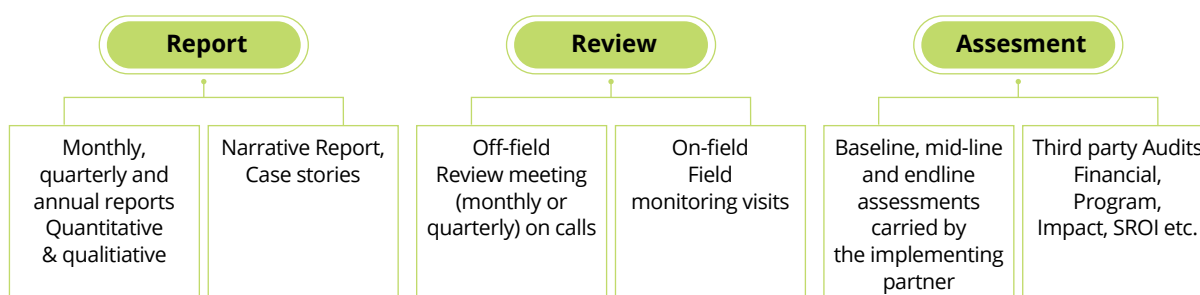 Report
Monthly,
quarterly and
annual reports
Quantitative
& qualitiative
Narrative Report,
Case stories
Review
Off-field
Review meeting
(monthly or
quarterly) on calls
On-field
Field
monitoring visits
Assesment
Baseline, mid-line
and endline
assessments
carried by
the implementing
partner
Third party Audits
Financial,
Program,
Impact, SROI etc.